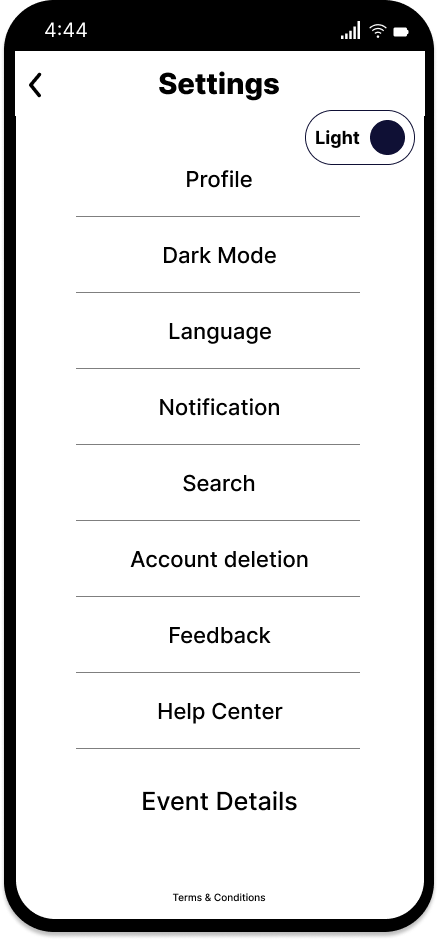 4:44
Settings
Light
Profile
Dark Mode
Language
Notification
Search
Account deletion
Feedback
Help Center
Event Details
Terms & Conditions